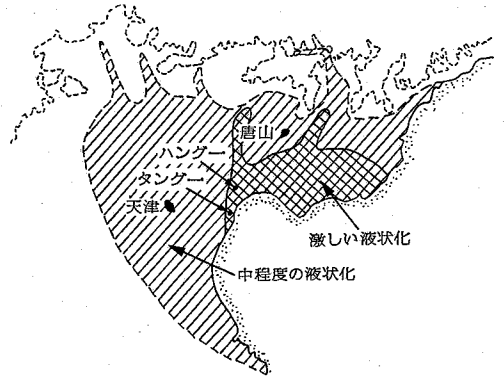 唐山
ハングー
タングー
天津
激しい液状化
中程度の液状化